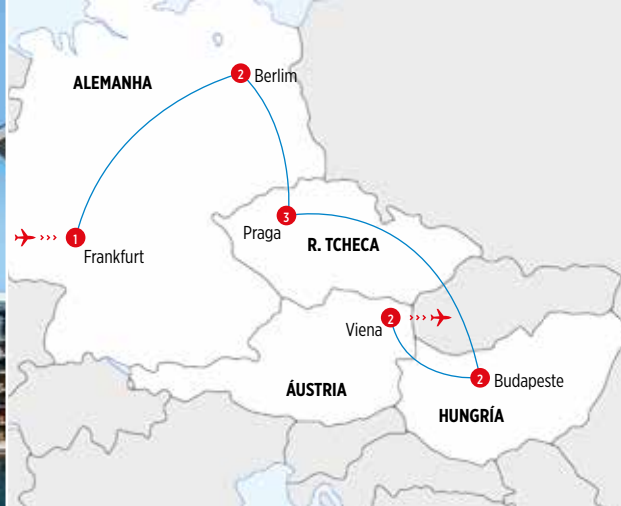 ALEMANHA
2 Berlim
1
Frankfurt
3
Praga
R. TCHECA
2
Viena
2 Budapeste
ÁUSTRIA
HUNGRÍA